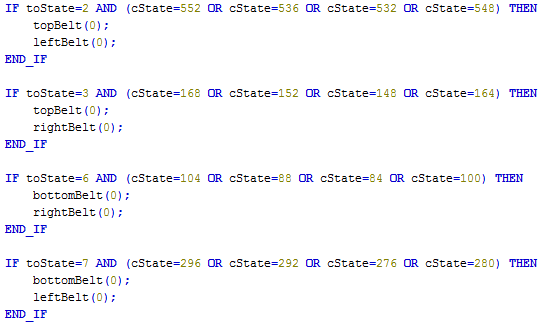 IF toState=2 AND (cState=552 OR cState=536 OR cState=532 OR cState=548) THEN
topBelt(0);
leftBelt(0);
END_IF
IF toState=3 AND (cState=168 OR cState=152 OR cState=148 OR cState=164) THEN
topBelt(0);
rightBelt(0);
END_IF
IF toState=6 AND (cState=104 OR cState=88 OR cState=84 OR cState=100) THEN
bottomBelt(0);
rightBelt(0);
END_IF
IF toState=7 AND (cState=296 OR cState=292 OR cState=276 OR cState=280) THEN
bottomBelt(0);
leftBelt(0);
END_IF